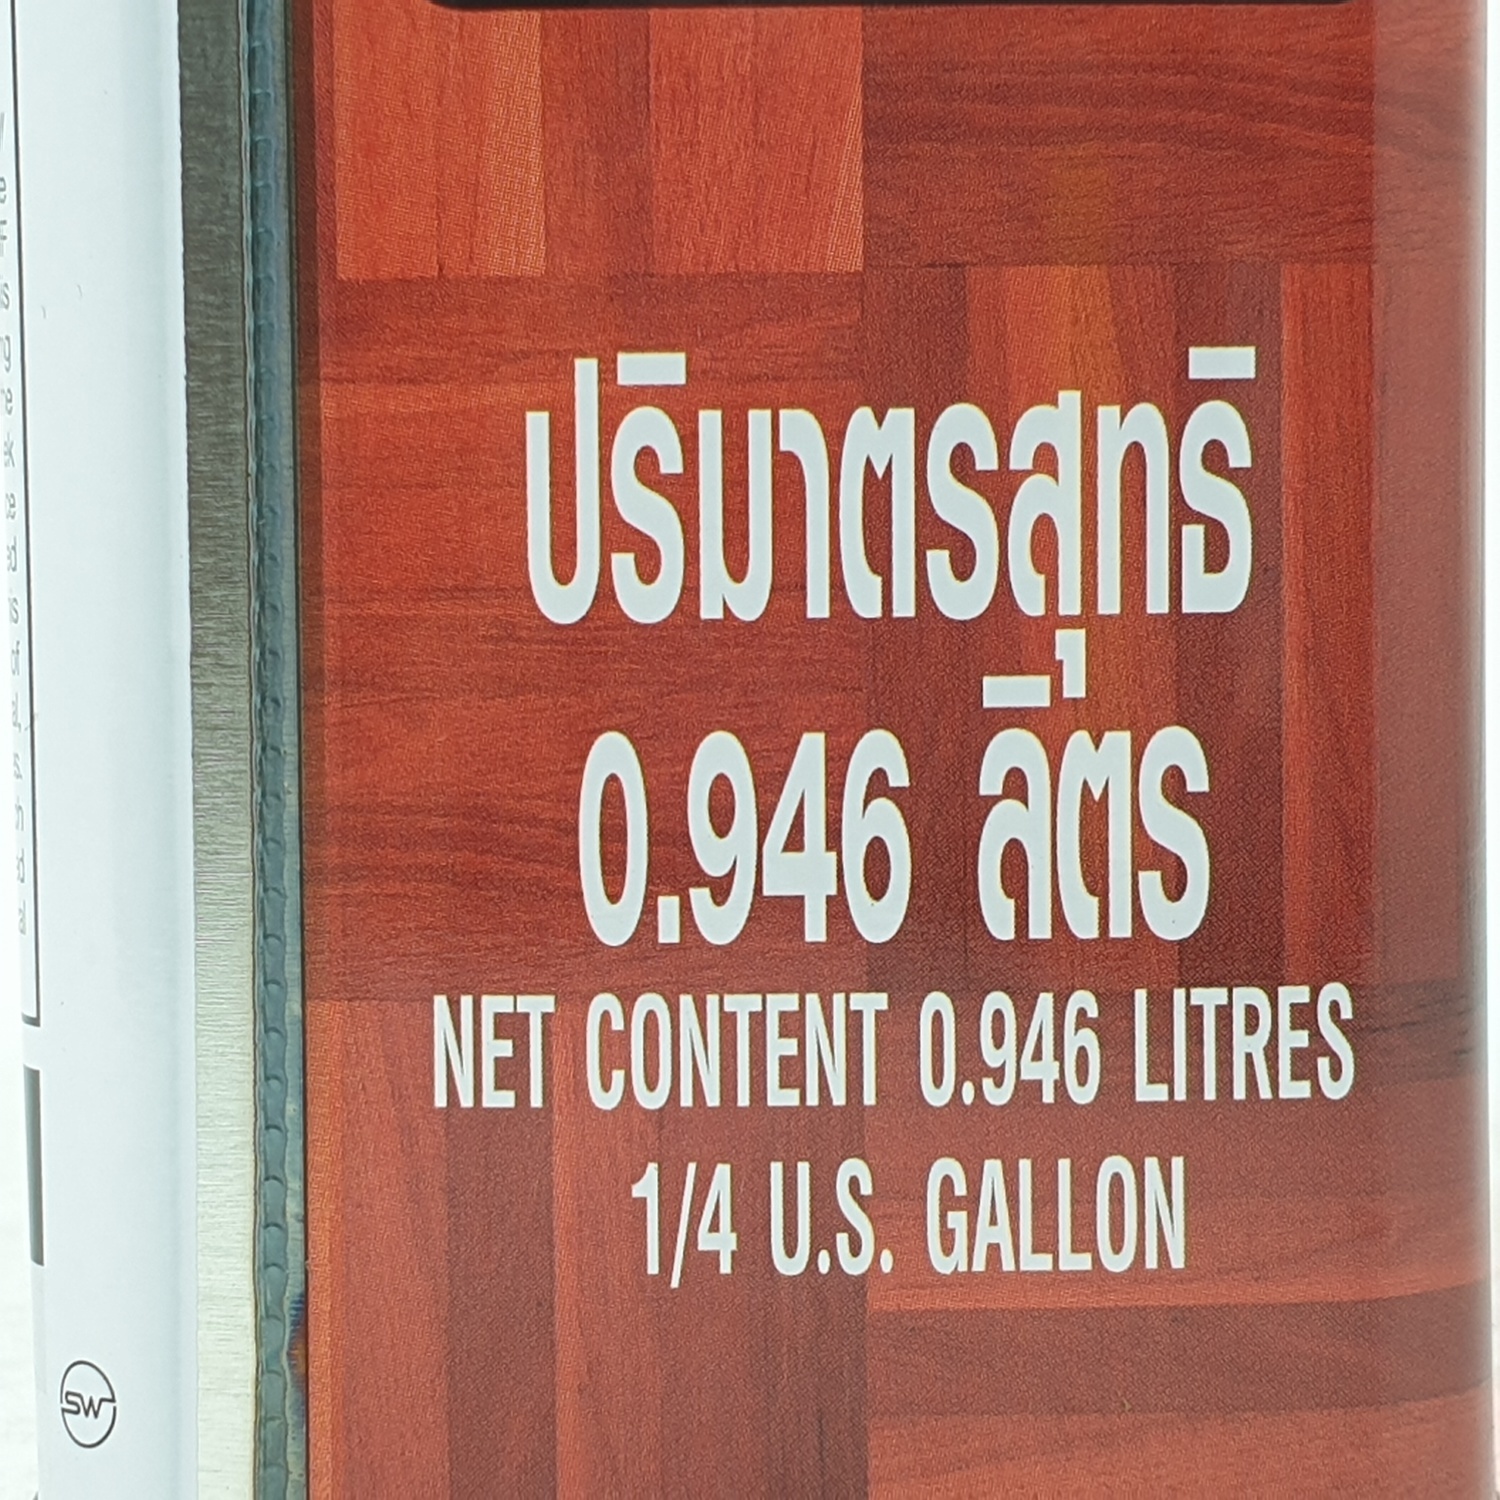 ปริมาตรสุทธิ
0.946 ลิตร
NET CONTENT 0.946 LITRES
1/4 U.S. GALLON
SW